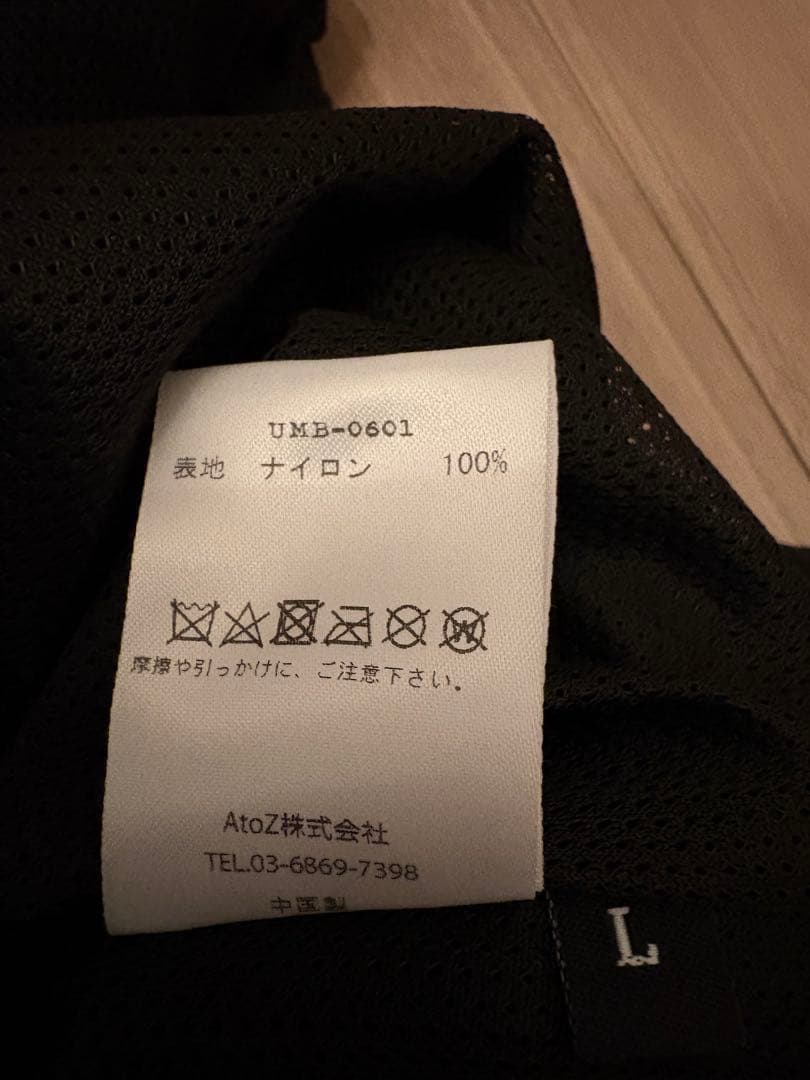 UMB-0601
表地 ナイロン 100%
W
摩擦や引っかけに、ご注意下さい。
AtoZ株式会社
TEL.03-6869-7398
中国製
L